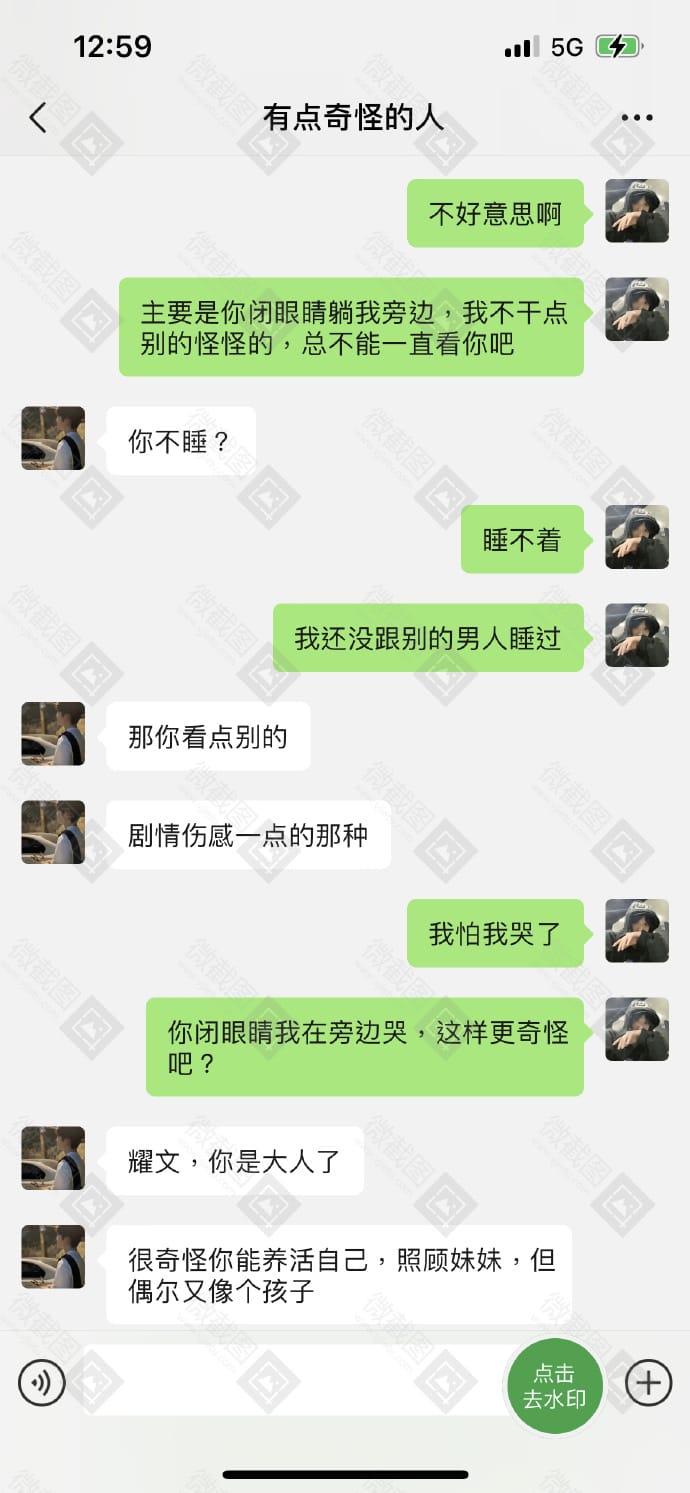 12:59
5G
有点奇怪的人
不好意思啊
主要是你闭眼睛躺我旁边，我不干点
别的怪怪的，总不能一直看你吧
你不睡？
睡不着
我还没跟别的男人睡过
那你看点别的
剧情伤感一点的那种
我怕我哭了
你闭眼睛我在旁边哭，这样更奇怪
吧？
耀文，你是大人了
很奇怪你能养活自己，照顾妹妹，但
偶尔又像个孩子
点击
去水印
微截图